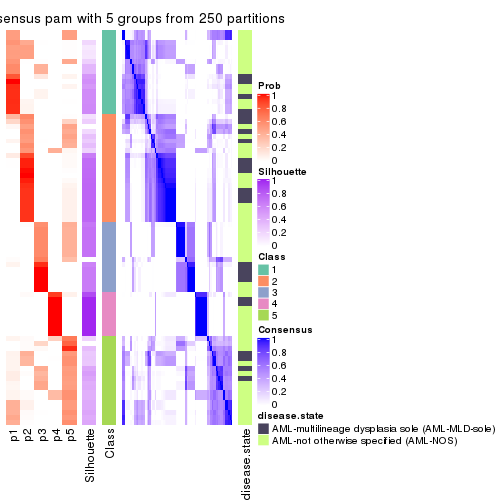 sensus pam with 5 groups from 250 partitions
Prob
1
0.8
0.6
0.4
0.2
0
Silhouette
1
0.8
0.6
0.4
0.2
0
Class
1
2
3
4
5
Consensus
1
0.8
0.6
0.4
0.2
0
disease.state
AML-multilineage dysplasia sole (AML-MLD-sole)
AML-not otherwise specified (AML-NOS)
p1
p2
p3
p4
p5
Silhouette
Class
disease.state